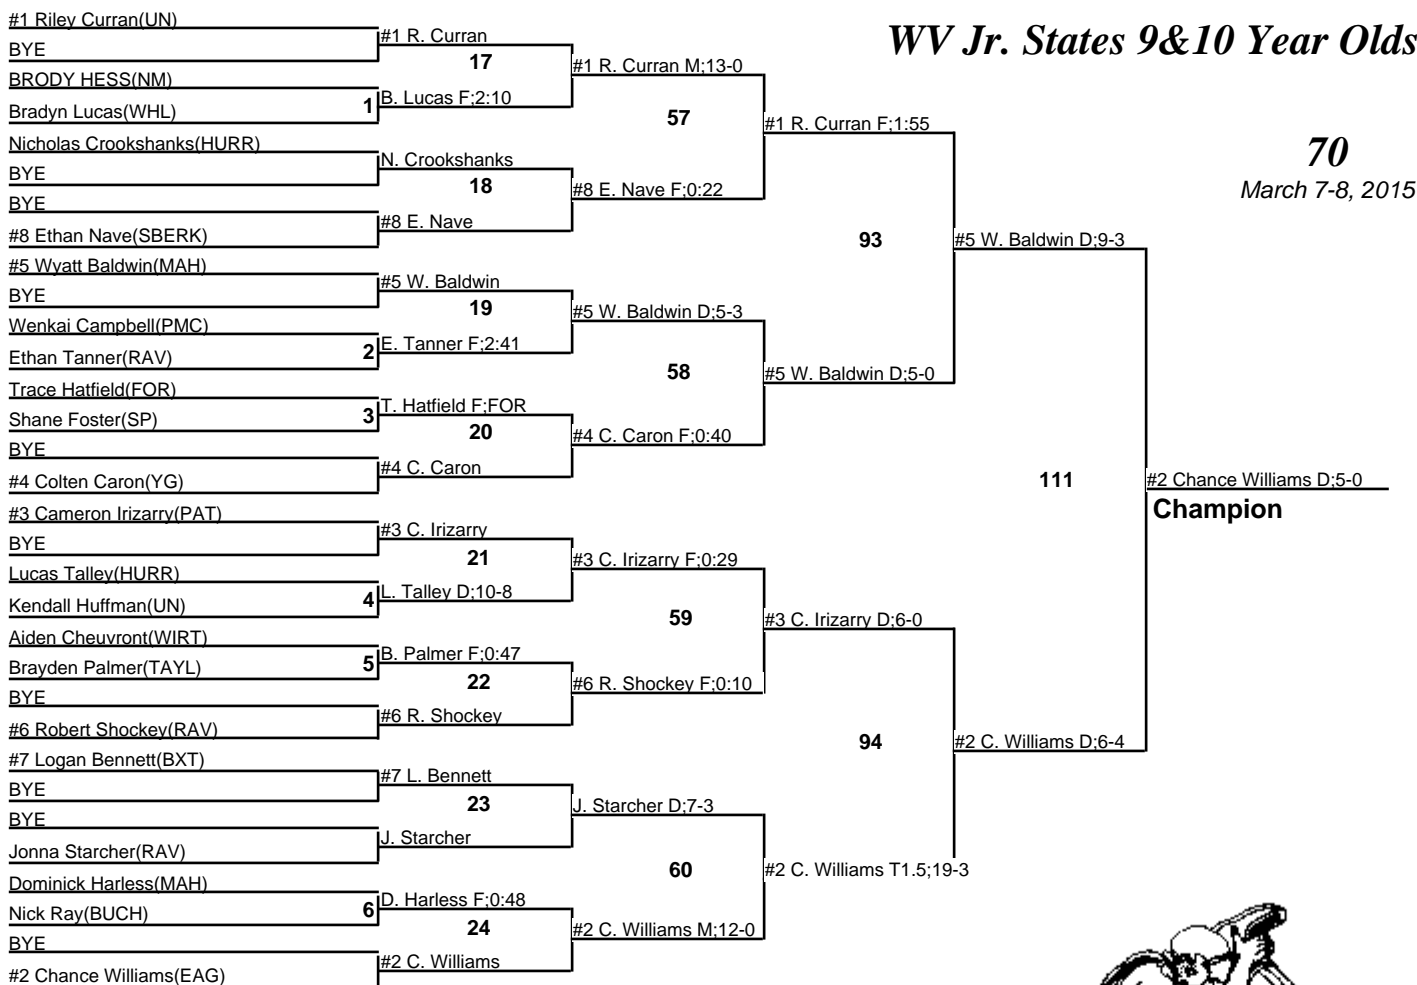 WV Jr. States 9&10 Year Olds
70
March 7-8, 2015
#1 Riley Curran(UN)
BYE
BRODY HESS(NM)
Bradyn Lucas(WHL)
Nicholas Crookshanks(HURR)
BYE
BYE
#8 Ethan Nave(SBERK)
#5 Wyatt Baldwin(MAH)
BYE
Wenkai Campbell(PMC)
Ethan Tanner(RAV)
Trace Hatfield(FOR)
Shane Foster(SP)
BYE
#4 Colten Caron(YG)
#3 Cameron Irizarry(PAT)
BYE
Lucas Talley(HURR)
Kendall Huffman(UN)
Aiden Cheuvront(WIRT)
Brayden Palmer(TAYL)
BYE
#6 Robert Shockey(RAV)
#7 Logan Bennett(BXT)
BYE
BYE
Jonna Starcher(RAV)
Dominick Harless(MAH)
Nick Ray(BUCH)
BYE
#2 Chance Williams(EAG)
1
2
3
4
5
6
#1 R. Curran
17
B. Lucas F;2:10
N. Crookshanks
18
#8 E. Nave
#5 W. Baldwin
19
E. Tanner F;2:41
T. Hatfield F;FOR
20
#4 C. Caron
#3 C. Irizarry
21
L. Talley D;10-8
B. Palmer F;0:47
22
#6 R. Shockey
#7 L. Bennett
23
J. Starcher
D. Harless F;0:48
24
#2 C. Williams
#1 R. Curran M;13-0
57
#8 E. Nave F;0:22
#5 W. Baldwin D;5-3
58
#4 C. Caron F;0:40
#3 C. Irizarry F;0:29
59
#6 R. Shockey F;0:10
J. Starcher D;7-3
60
#2 C. Williams M;12-0
#1 R. Curran F;1:55
93
#5 W. Baldwin D;5-0
#3 C. Irizarry D;6-0
94
#2 C. Williams T1.5;19-3
#5 W. Baldwin D;9-3
111
#2 C. Williams D;6-4
#2 Chance Williams D;5-0
Champion